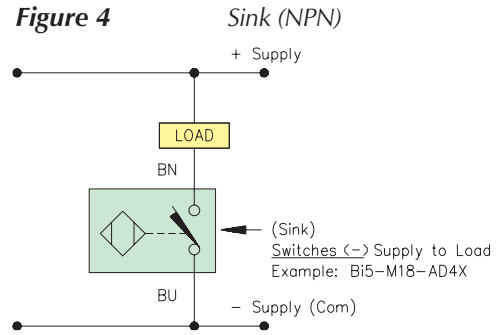 Figure 4 Sink (NPN)
+ Supply
LOAD
BN
(Sink)
Switches (-) Supply to Load
Example: Bi5-M18-AD4X
BU
- Supply (Com)